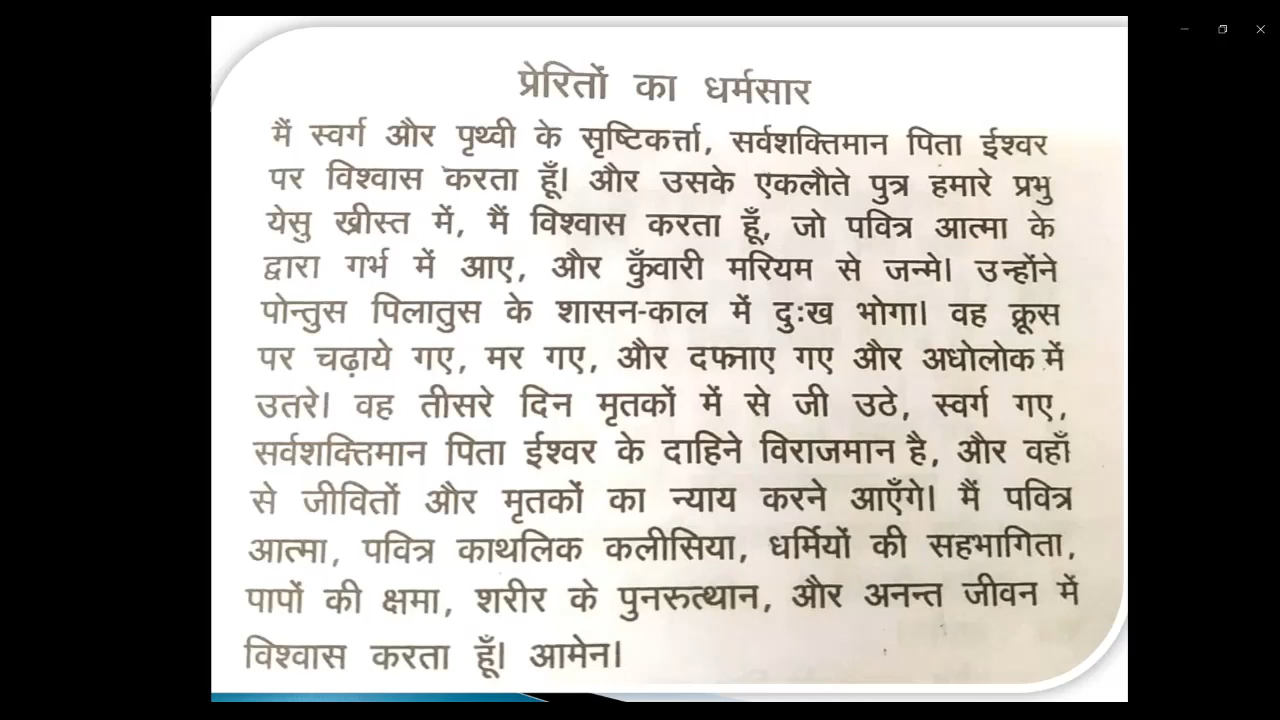 प्रेरितों का धर्मसार
मैं स्वर्ग और पृथ्वी के सृष्टिकर्त्ता, सर्वशक्तिमान पिता ईश्वर
पर विश्वास करता हूँ। और उसके एकलौते पुत्र हमारे प्रभु
येसु ख्रीस्त में, मैं विश्वास करता हूँ, जो पवित्र आत्मा के
द्वारा गर्भ में आए, और कुँवारी मरियम से जन्मे। उन्होंने
पोन्तुस पिलातुस के शासन-काल में दुःख भोगा। वह क्रूस
पर चढ़ाये गए, मर गए, और दफनाए गए और अधोलोक में
उतरे। वह तीसरे दिन मृतकों में से जी उठे, स्वर्ग गए,
सर्वशक्तिमान पिता ईश्वर के दाहिने विराजमान है, और वहाँ
से जीवितों और मृतकों का न्याय करने आएँगे। मैं पवित्र
आत्मा, पवित्र काथलिक कलीसिया, धर्मियों की सहभागिता,
पापों की क्षमा, शरीर के पुनरुत्थान, और अनन्त जीवन में
विश्वास करता हूँ। आमेन।